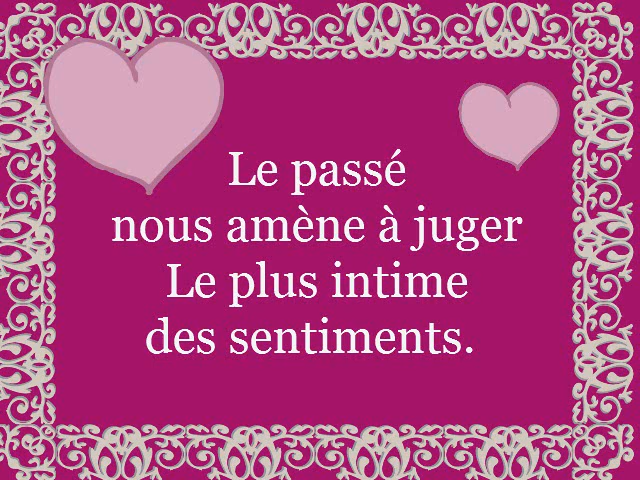 Le passé
nous amène à juger
Le plus intime
des sentiments.